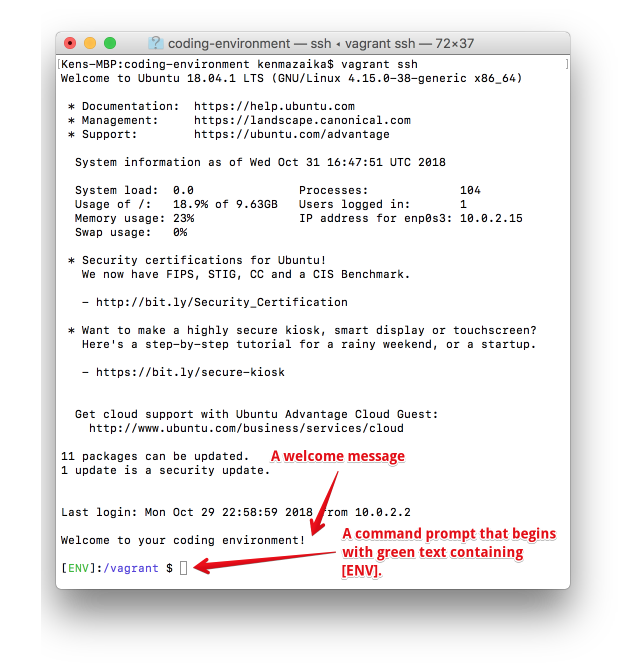 coding-environment — ssh ◂ vagrant ssh — 72×37
[Kens-MBP:coding-environment kenmazaika$ vagrant ssh ]
Welcome to Ubuntu 18.04.1 LTS (GNU/Linux 4.15.0-38-generic x86_64)
* Documentation: https://help.ubuntu.com
* Management: https://landscape.canonical.com
* Support: https://ubuntu.com/advantage
System information as of Wed Oct 31 16:47:51 UTC 2018
System load: 0.0 Processes: 104
Usage of /: 18.9% of 9.63GB Users logged in: 1
Memory usage: 23% IP address for enp0s3: 10.0.2.15
Swap usage: 0%
* Security certifications for Ubuntu!
We now have FIPS, STIG, CC and a CIS Benchmark.
- http://bit.ly/Security_Certification
* Want to make a highly secure kiosk, smart display or touchscreen?
Here's a step-by-step tutorial for a rainy weekend, or a startup.
- https://bit.ly/secure-kiosk
Get cloud support with Ubuntu Advantage Cloud Guest:
http://www.ubuntu.com/business/services/cloud
11 packages can be updated.
1 update is a security update.
A welcome message
Last login: Mon Oct 29 22:58:59 2018 from 10.0.2.2
Welcome to your coding environment!
A command prompt that begins
with green text containing
[ENV].
[ENV]:/vagrant $